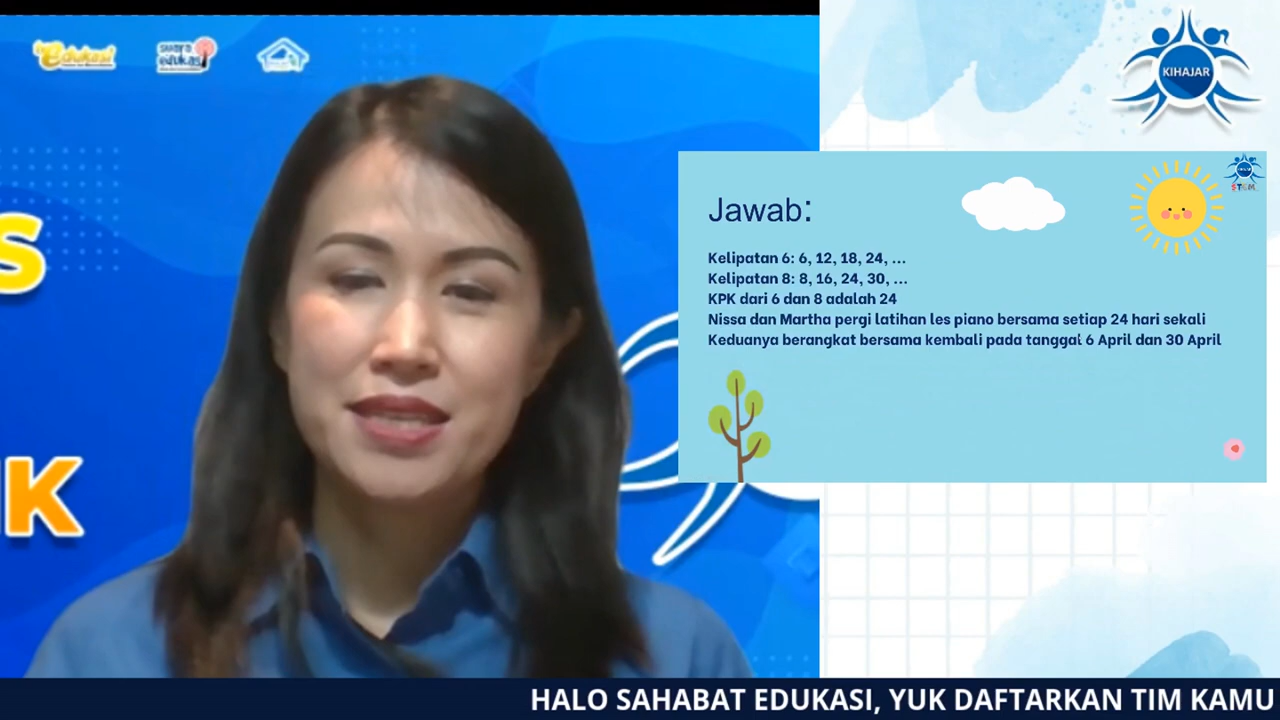 Edukasi
suara
edukasi
S
K
KIHAJAR
STEM
Jawab:
Kelipatan 6: 6, 12, 18, 24, ...
Kelipatan 8: 8, 16, 24, 30, ...
KPK dari 6 dan 8 adalah 24
Nissa dan Martha pergi latihan les piano bersama setiap 24 hari sekali
Keduanya berangkat bersama kembali pada tanggal 6 April dan 30 April
HALO SAHABAT EDUKASI, YUK DAFTARKAN TIM KAMU